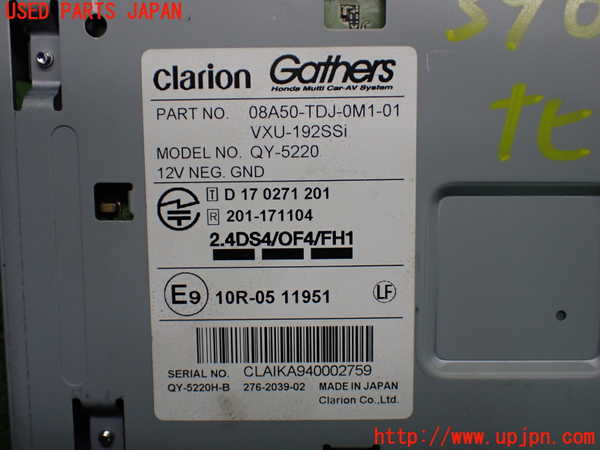 USED PARTS JAPAN
Clarion Gathers
Honda Multi Car-AV System
PART NO. 08A50-TDJ-0M1-01
VXU-192SSi
MODEL NO. QY-5220
12V NEG. GND
T D 17 0271 201
R 201-171104
2.4DS4/OF4/FH1
E9 10R-05 11951 LF
SERIAL NO. CLAIKA940002759
QY-5220H-B 276-2039-02 MADE IN JAPAN
Clarion Co.,Ltd.
http://www.upjpn.com